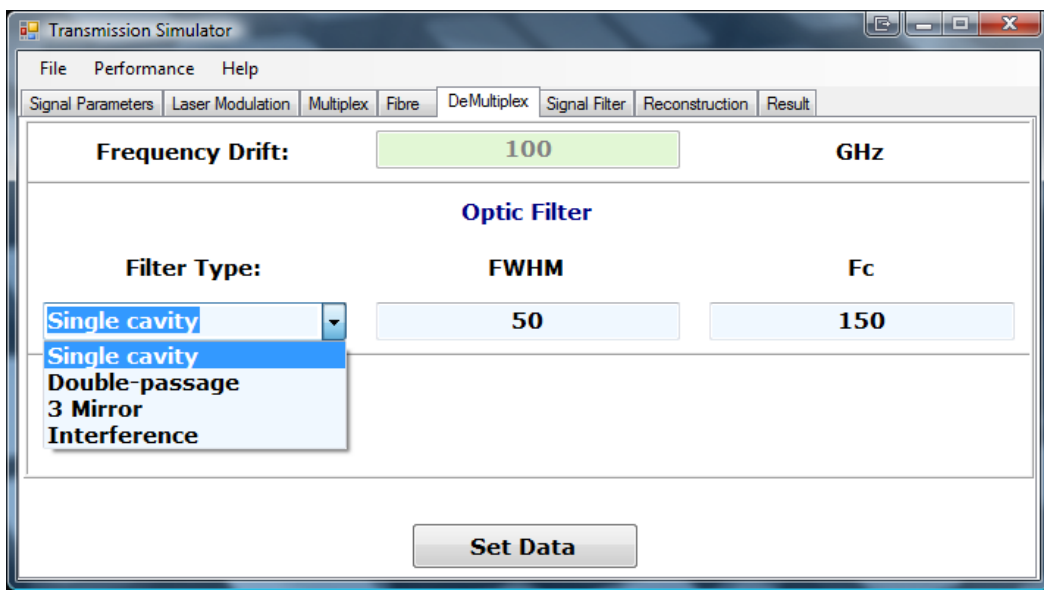 Transmission Simulator
File Performance Help
Signal Parameters Laser Modulation Multiplex Fibre DeMultiplex Signal Filter Reconstruction Result
Frequency Drift: 100 GHz
Optic Filter
Filter Type: FWHM Fc
Single cavity 50 150
Single cavity
Double-passage
3 Mirror
Interference
Set Data